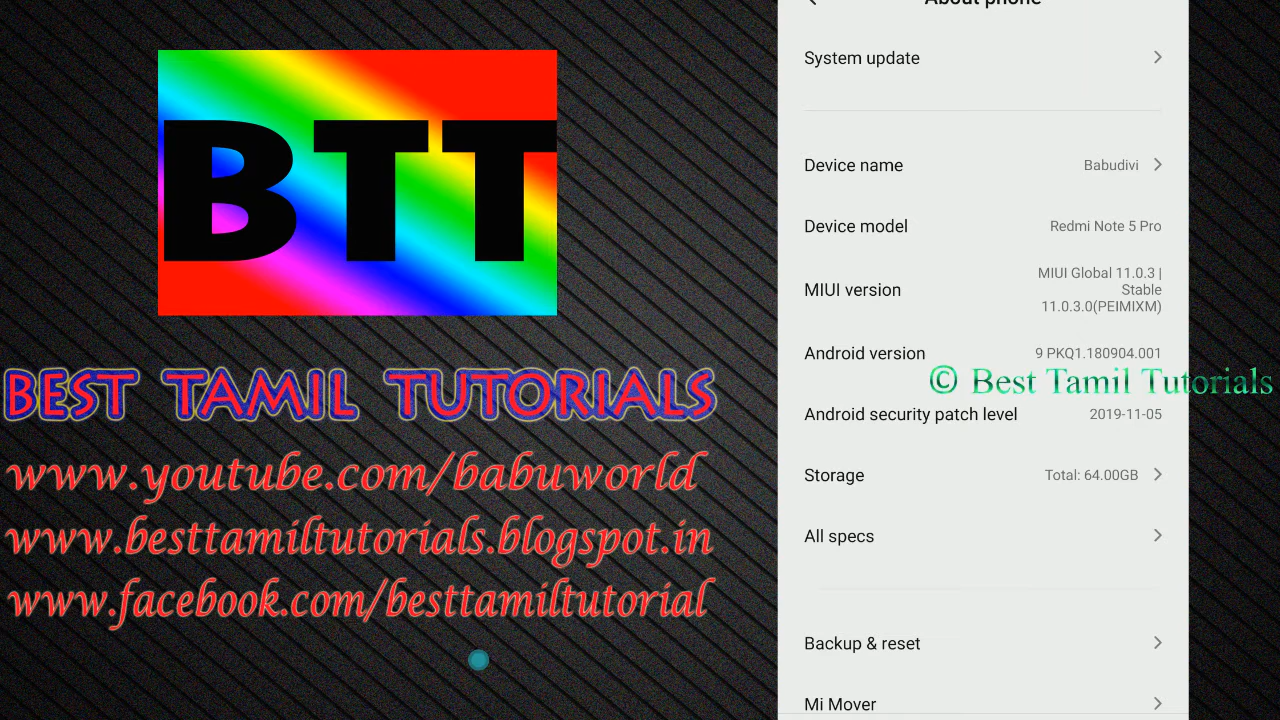 BTT
BEST TAMIL TUTORIALS
www.youtube.com/babuworld
www.besttamiltutorials.blogspot.in
www.facebook.com/besttamiltutorial
About phone
System update
Device name Babudivi
Device model Redmi Note 5 Pro
MIUI version MIUI Global 11.0.3 |
Stable
11.0.3.0(PEIMIXM)
Android version 9 PKQ1.180904.001
© Best Tamil Tutorials
Android security patch level 2019-11-05
Storage Total: 64.00GB
All specs
Backup & reset
Mi Mover